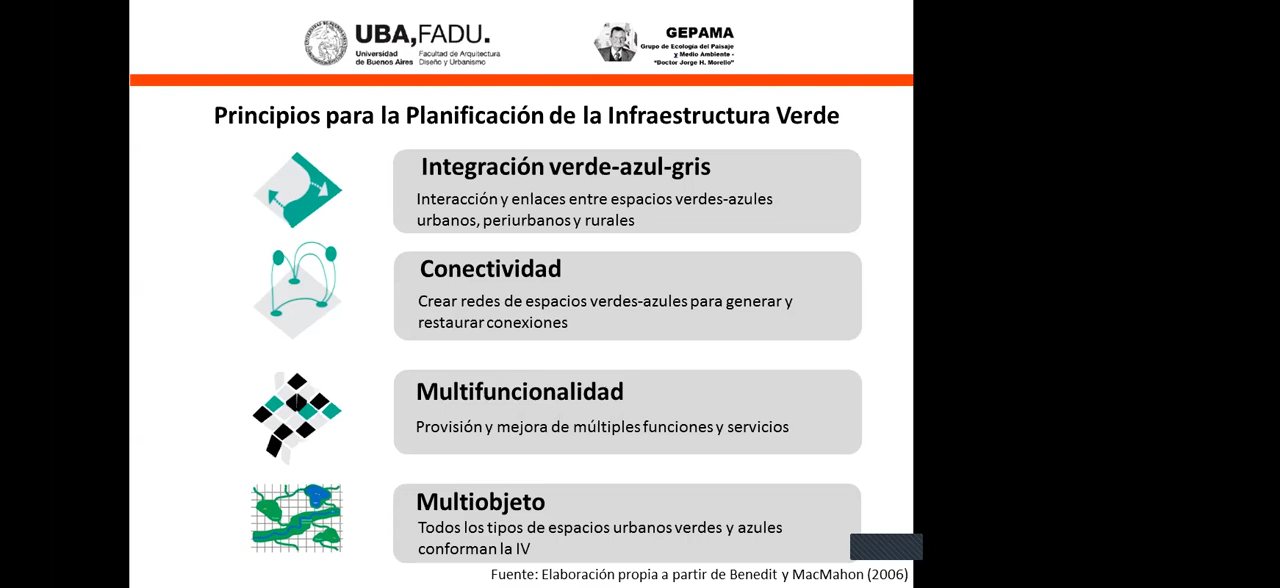 UBA,FADU.
Universidad
de Buenos Aires
Facultad de Arquitectura
Diseño y Urbanismo
GEPAMA
Grupo de Ecología del Paisaje
y Medio Ambiente -
"Doctor Jorge H. Morello"
Principios para la Planificación de la Infraestructura Verde
Integración verde-azul-gris
Interacción y enlaces entre espacios verdes-azules
urbanos, periurbanos y rurales
Conectividad
Crear redes de espacios verdes-azules para generar y
restaurar conexiones
Multifuncionalidad
Provisión y mejora de múltiples funciones y servicios
Multiobjeto
Todos los tipos de espacios urbanos verdes y azules
conforman la IV
Fuente: Elaboración propia a partir de Benedit y MacMahon (2006)